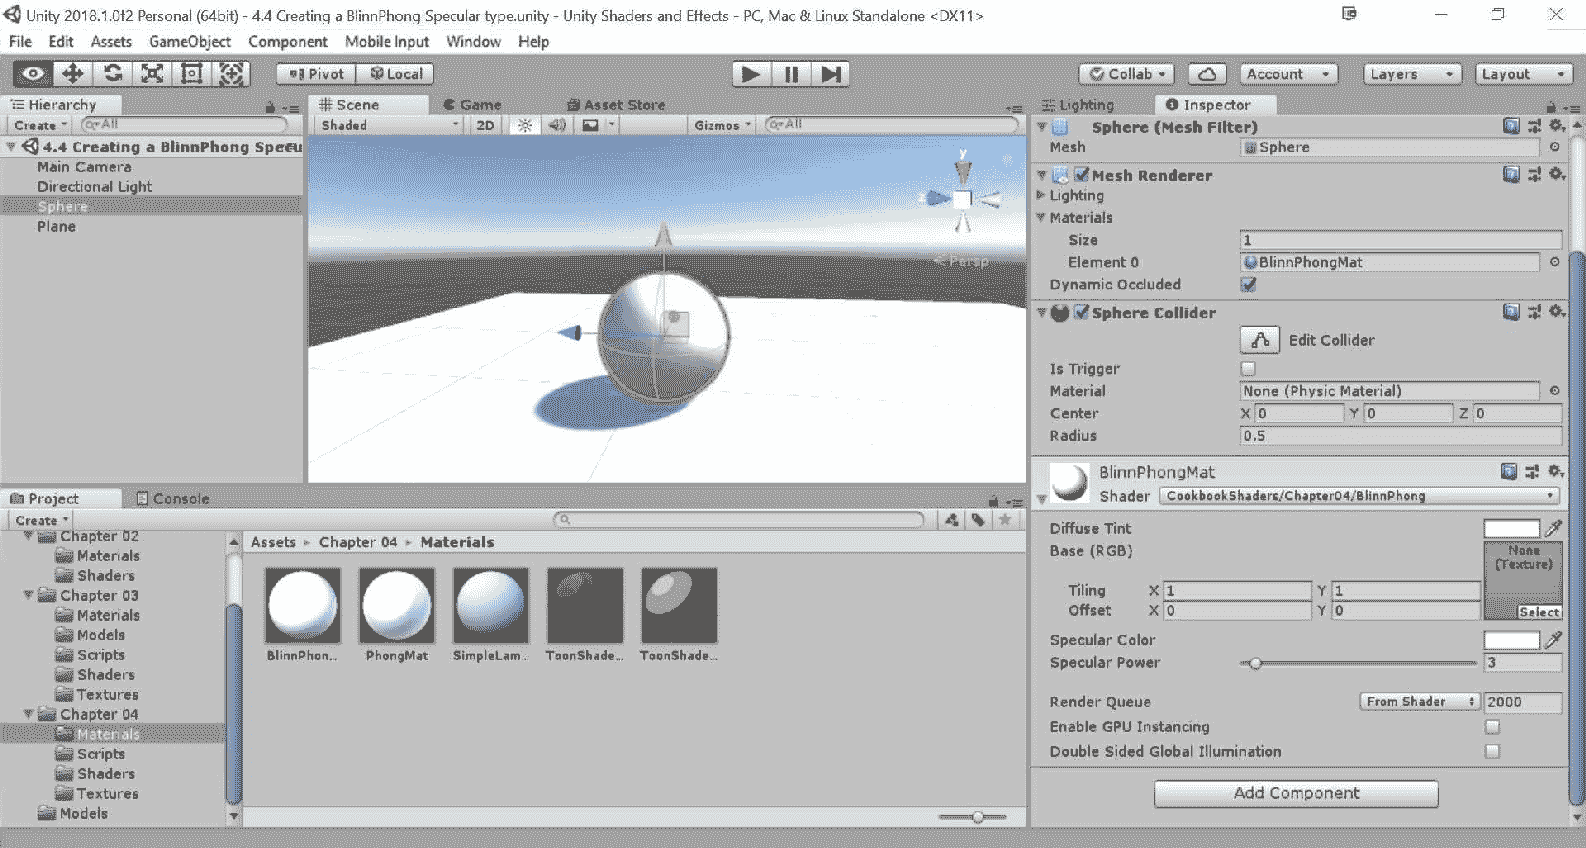 Unity 2018.1.0f2 Personal (64bit) - 4.4 Creating a BlinnPhong Specular type.unity - Unity Shaders and Effects - PC, Mac & Linux Standalone <DX11>
File Edit Assets GameObject Component Mobile Input Window Help
Pivot Local Collab Account Layers Layout
Hierarchy
Create All
4.4 Creating a BlinnPhong Specu
Main Camera
Directional Light
Sphere
Plane
Scene Game Asset Store
Shaded 2D Gizmos All
y
z
Persp
Lighting Inspector
Sphere (Mesh Filter)
Mesh Sphere
Mesh Renderer
Lighting
Materials
Size 1
Element 0 BlinnPhongMat
Dynamic Occluded
Sphere Collider
Edit Collider
Is Trigger
Material None (Physic Material)
Center X 0 Y 0 Z 0
Radius 0.5
BlinnPhongMat
Shader CookbookShaders/Chapter04/BlinnPhong
Diffuse Tint
Base (RGB) None
(Texture)
Tiling X 1 Y 1
Offset X 0 Y 0
Select
Specular Color
Specular Power 3
Render Queue From Shader 2000
Enable GPU Instancing
Double Sided Global Illumination
Add Component
Project Console
Create
Chapter 02
Materials
Shaders
Chapter 03
Materials
Models
Scripts
Shaders
Textures
Chapter 04
Materials
Scripts
Shaders
Textures
Models
Assets Chapter 04 Materials
BlinnPhon... PhongMat SimpleLam... ToonShade... ToonShade...